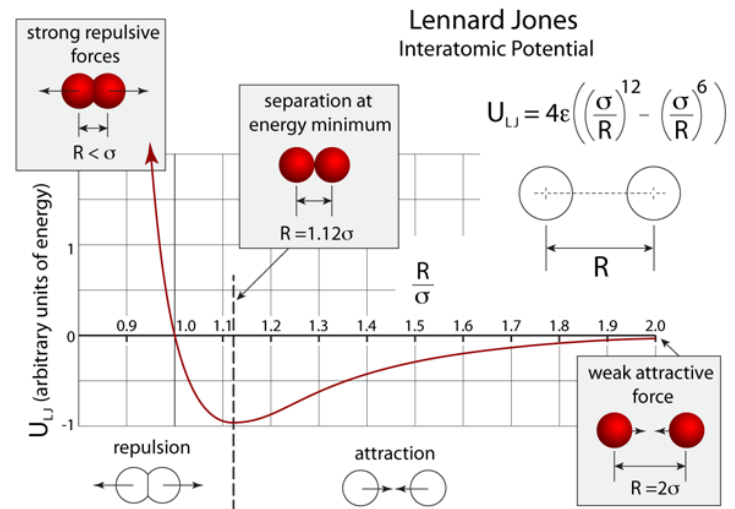 Lennard Jones
Interatomic Potential
strong repulsive
forces
R < σ
separation at
energy minimum
R =1.12σ
U_LJ = 4ε((σ/R)^12 − (σ/R)^6)
R
U_LJ (arbitrary units of energy)
1
0
-1
R/σ
0.9 1.0 1.1 1.2 1.3 1.4 1.5 1.6 1.7 1.8 1.9 2.0
weak attractive
force
R =2σ
repulsion
attraction